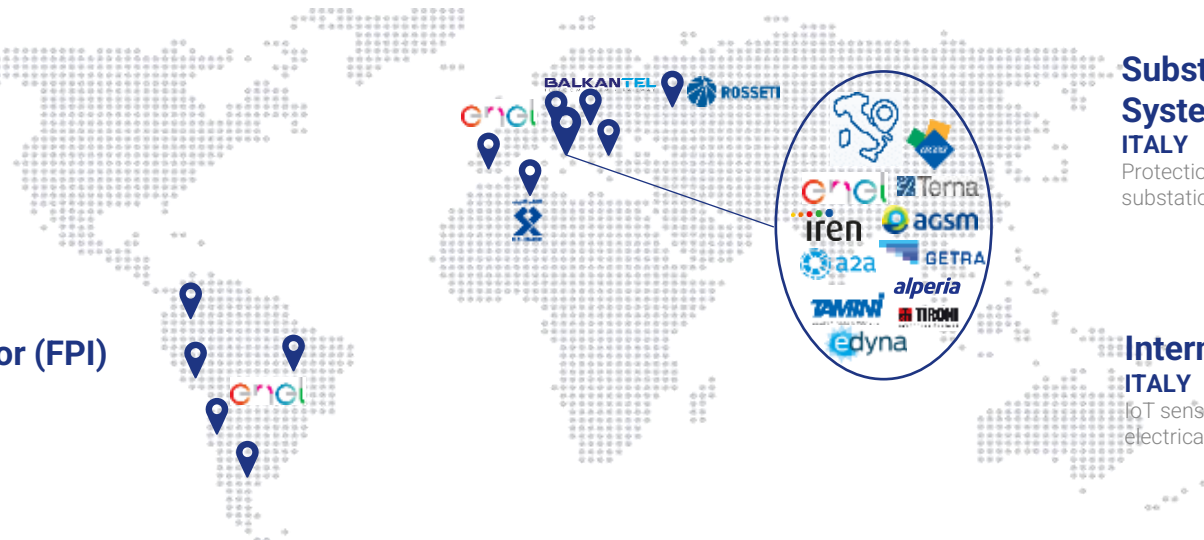 BALKANTEL
ROSSETI
enel
Subst
Syste
ITALY
Protectio
substatio
enel
Terna
iren
agsm
a2a
GETRA
alperia
TAMINI
TIRONI
edyna
or (FPI)
enel
Intern
ITALY
IoT sens
electrica